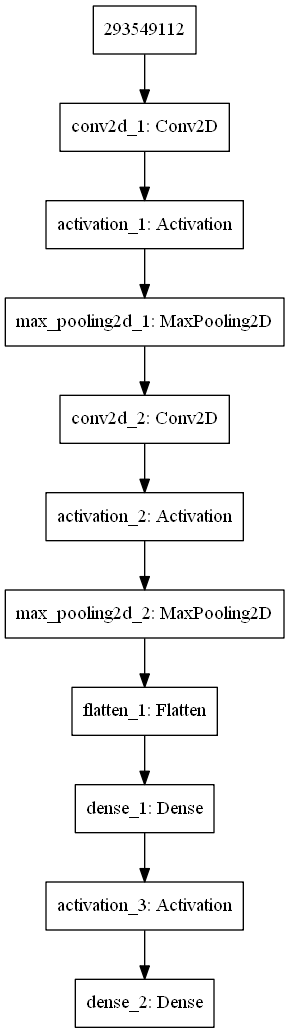 293549112
conv2d_1: Conv2D
activation_1: Activation
max_pooling2d_1: MaxPooling2D
conv2d_2: Conv2D
activation_2: Activation
max_pooling2d_2: MaxPooling2D
flatten_1: Flatten
dense_1: Dense
activation_3: Activation
dense_2: Dense